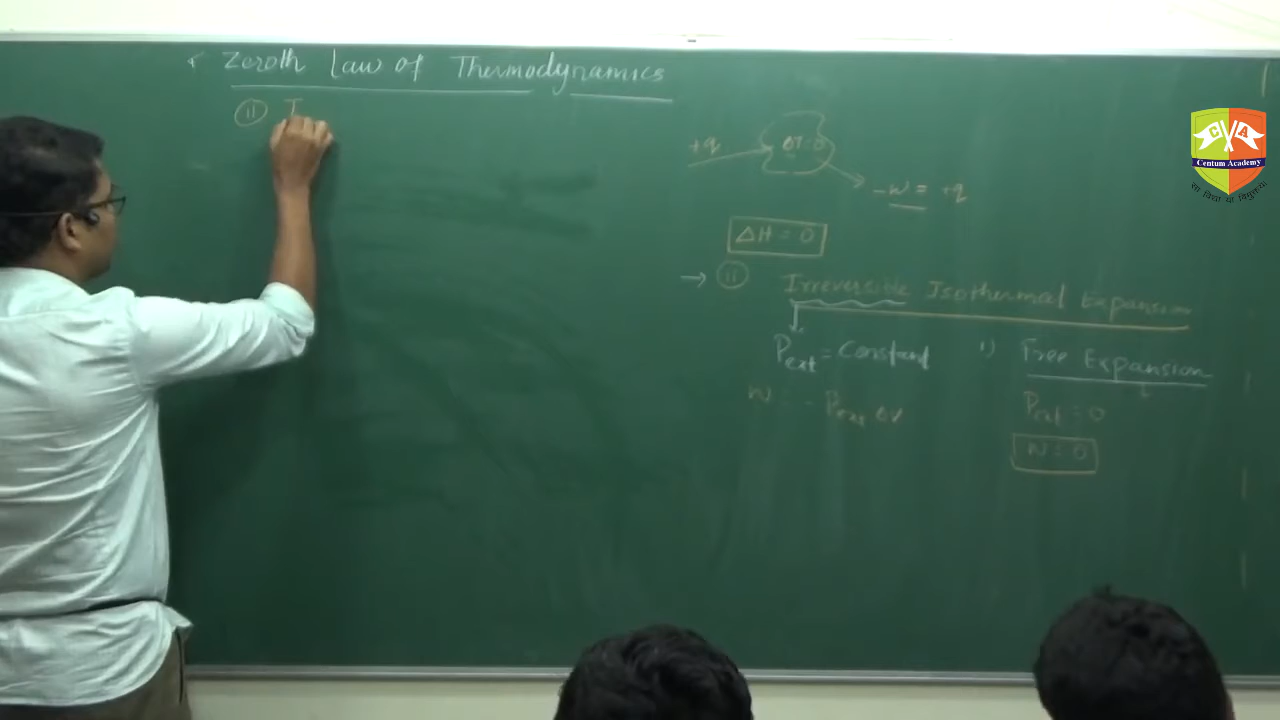 Zeroth Law of Thermodynamics
(ii) I
+q
ΔT=0
-w = +q
ΔH = 0
→ (ii) Irreversible Isothermal Expansion
Pext = Constant
W = - Pext ΔV
1) Free Expansion
Pext = 0
W = 0
C A
Centum Academy